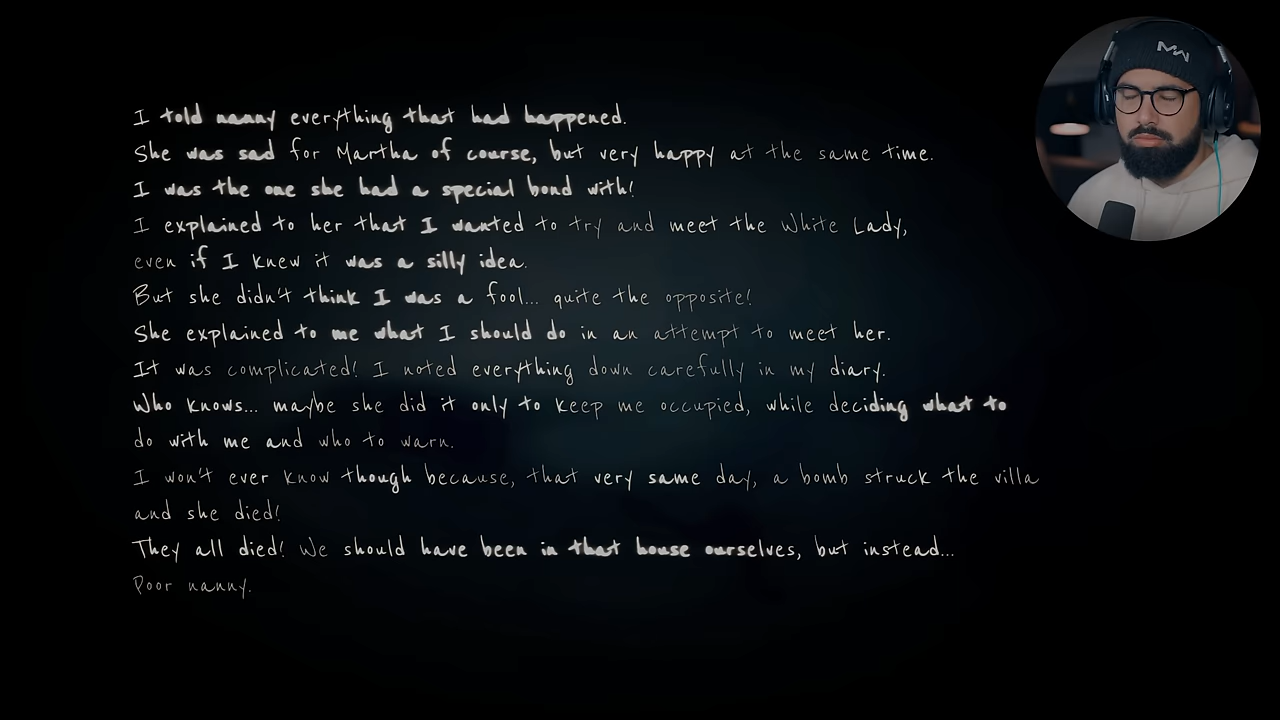 I told nanny everything that had happened.
She was sad for Martha of course, but very happy at the same time.
I was the one she had a special bond with!
I explained to her that I wanted to try and meet the White Lady,
even if I knew it was a silly idea.
But she didn't think I was a fool... quite the opposite!
She explained to me what I should do in an attempt to meet her.
It was complicated! I noted everything down carefully in my diary.
Who knows... maybe she did it only to keep me occupied, while deciding what to
do with me and who to warn.
I won't ever know though because, that very same day, a bomb struck the villa
and she died!
They all died! We should have been in that house ourselves, but instead...
Poor nanny.